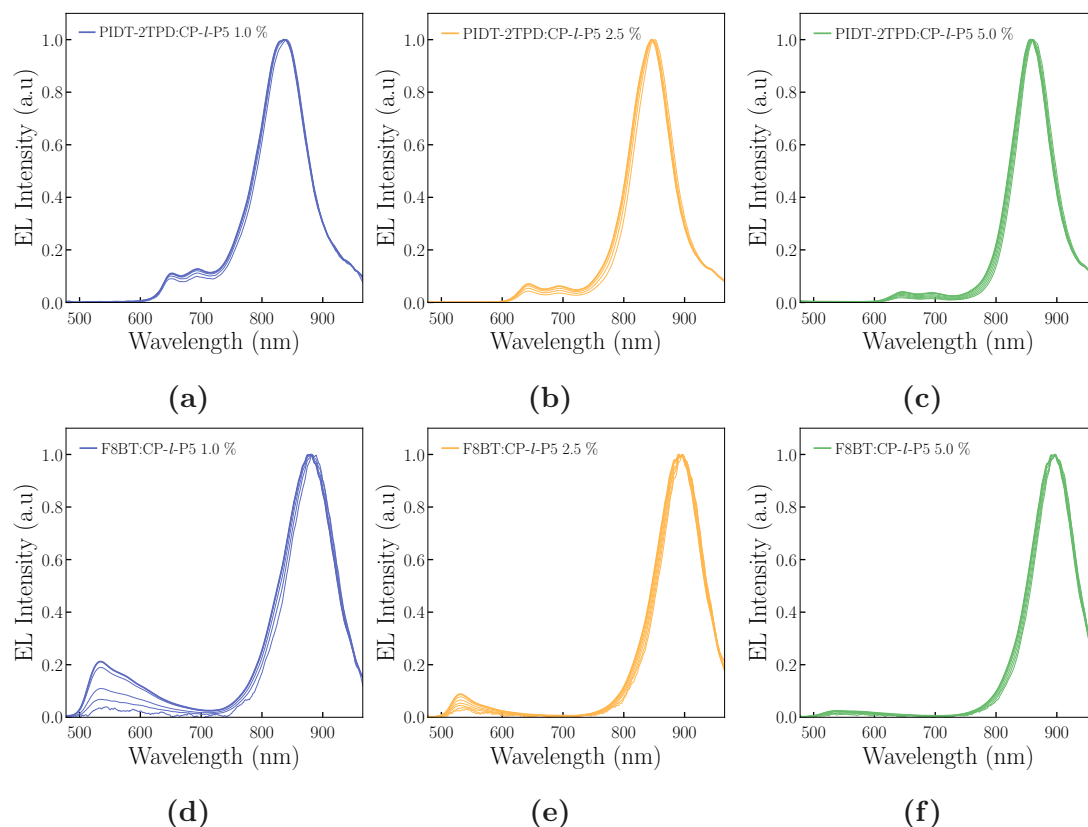 PIDT-2TPD:CP-l-P5 1.0 %
EL Intensity (a.u)
1.0
0.8
0.6
0.4
0.2
0.0
500 600 700 800 900
Wavelength (nm)
(a)
PIDT-2TPD:CP-l-P5 2.5 %
EL Intensity (a.u)
1.0
0.8
0.6
0.4
0.2
0.0
500 600 700 800 900
Wavelength (nm)
(b)
PIDT-2TPD:CP-l-P5 5.0 %
EL Intensity (a.u)
1.0
0.8
0.6
0.4
0.2
0.0
500 600 700 800 900
Wavelength (nm)
(c)
F8BT:CP-l-P5 1.0 %
EL Intensity (a.u)
1.0
0.8
0.6
0.4
0.2
0.0
500 600 700 800 900
Wavelength (nm)
(d)
F8BT:CP-l-P5 2.5 %
EL Intensity (a.u)
1.0
0.8
0.6
0.4
0.2
0.0
500 600 700 800 900
Wavelength (nm)
(e)
F8BT:CP-l-P5 5.0 %
EL Intensity (a.u)
1.0
0.8
0.6
0.4
0.2
0.0
500 600 700 800 900
Wavelength (nm)
(f)